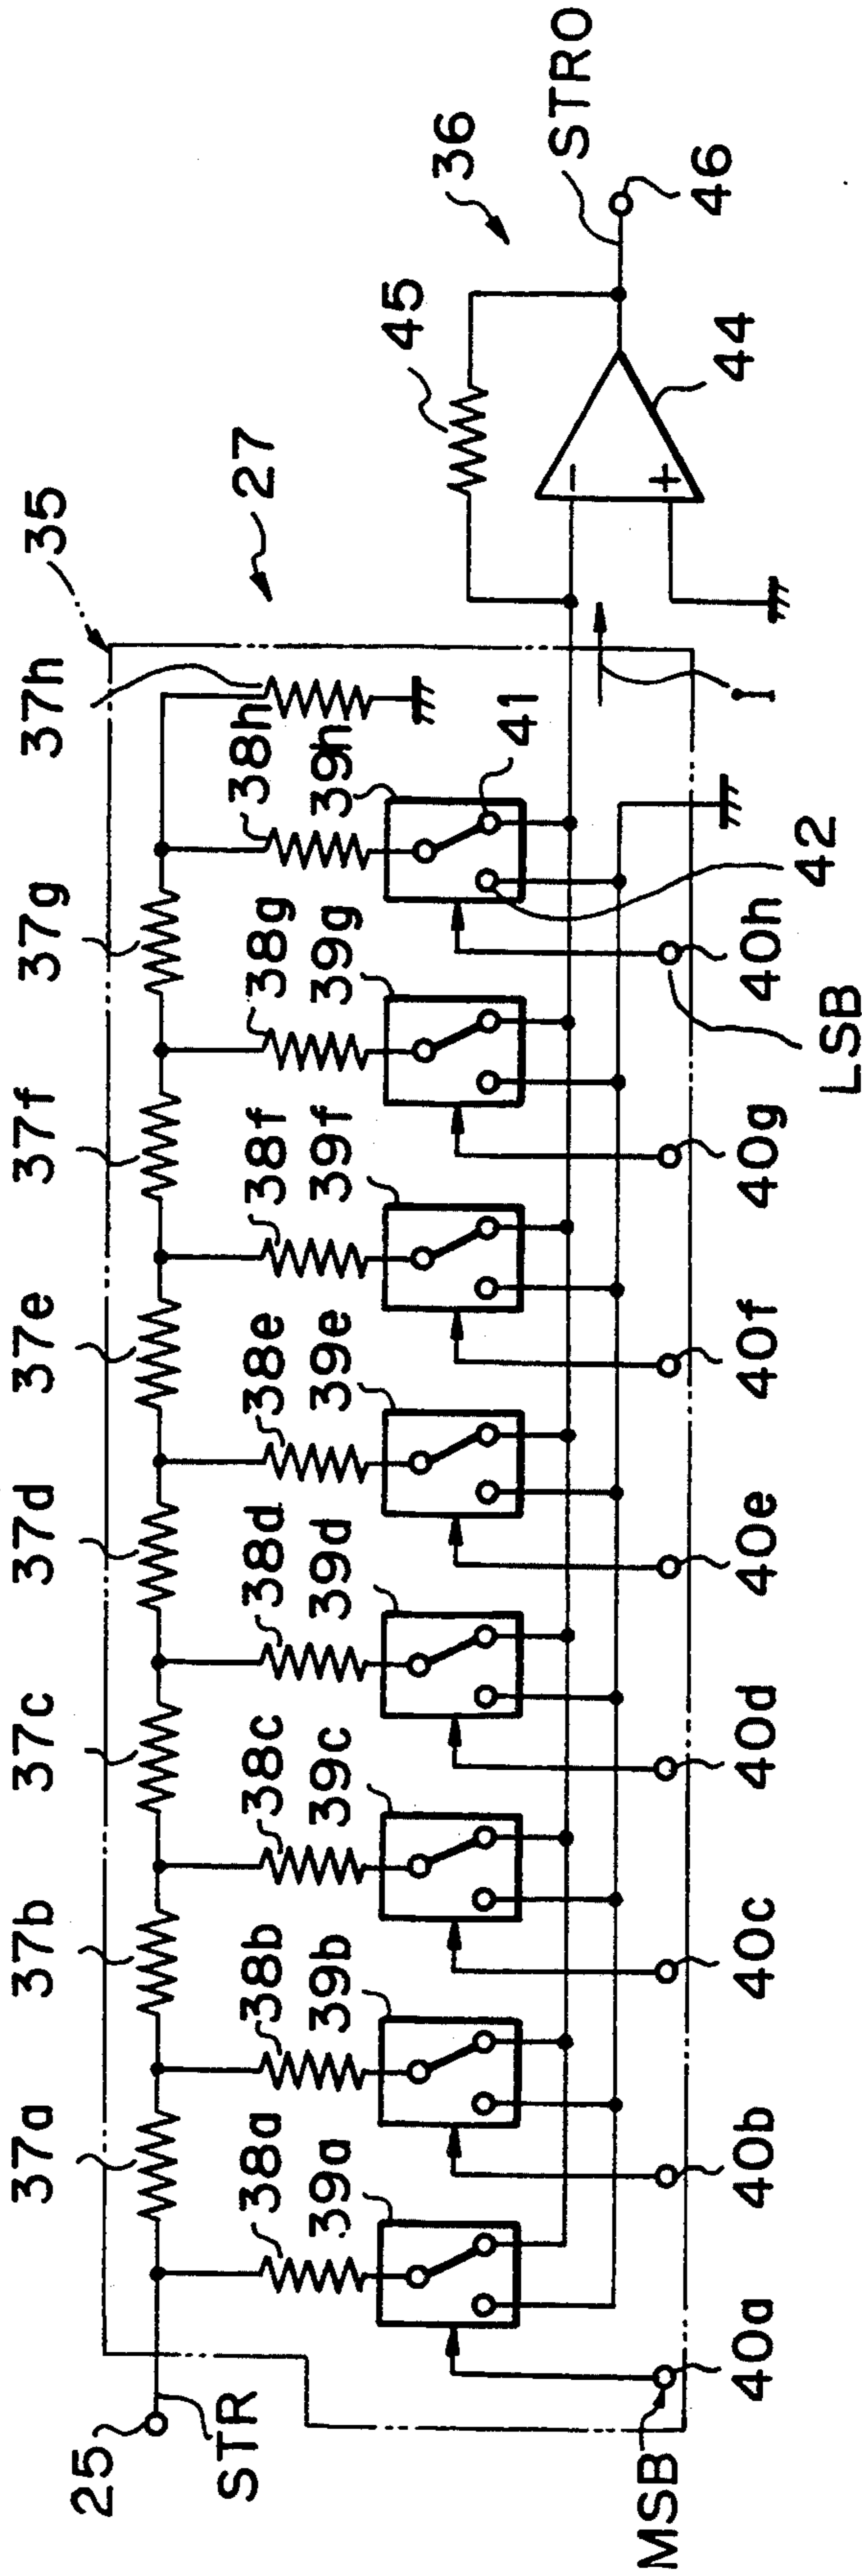 35
27
36
37a 37b 37c 37d 37e 37f 37g 37h
25
STR
38a 38b 38c 38d 38e 38f 38g 38h
39a 39b 39c 39d 39e 39f 39g 39h
41
45
STRO
46
44
−
+
I
42
MSB
40a 40b 40c 40d 40e 40f 40g 40h
LSB